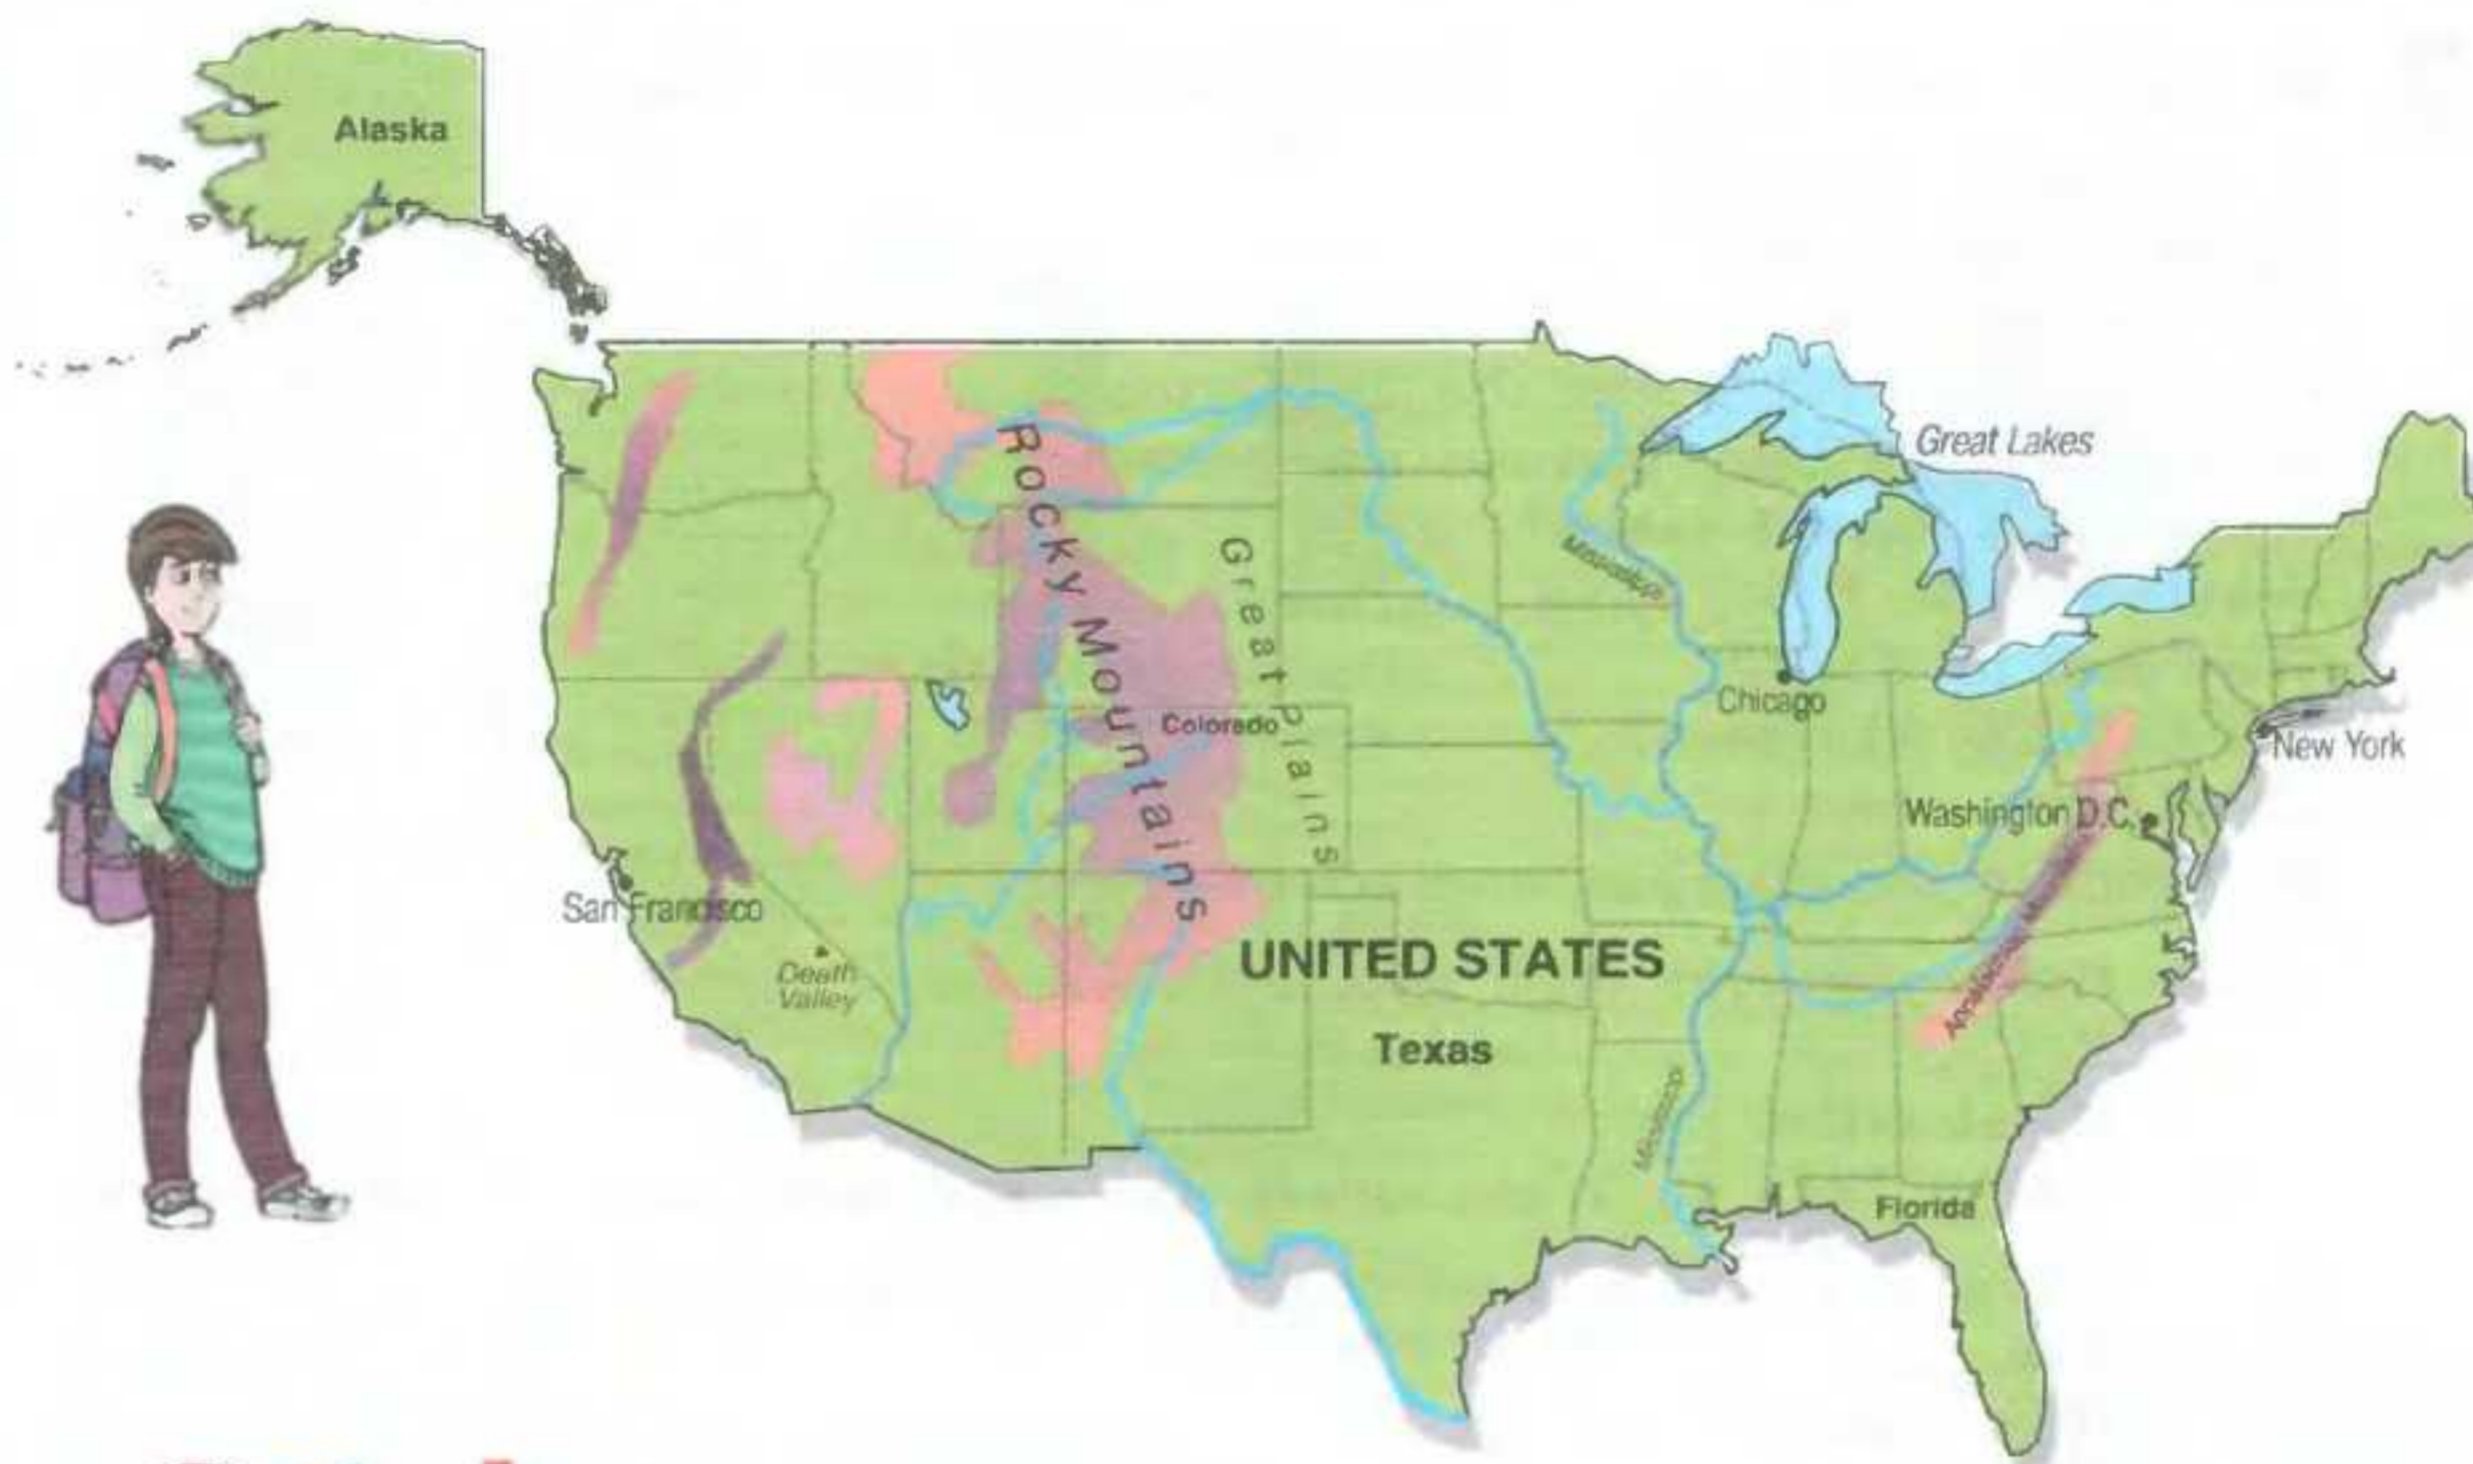 Alaska
Great Lakes
Rocky Mountains
Great plains
Mississippi
Colorado
Chicago
New York
Washington D.C.
San Francisco
Death
Valley
UNITED STATES
Texas
Florida